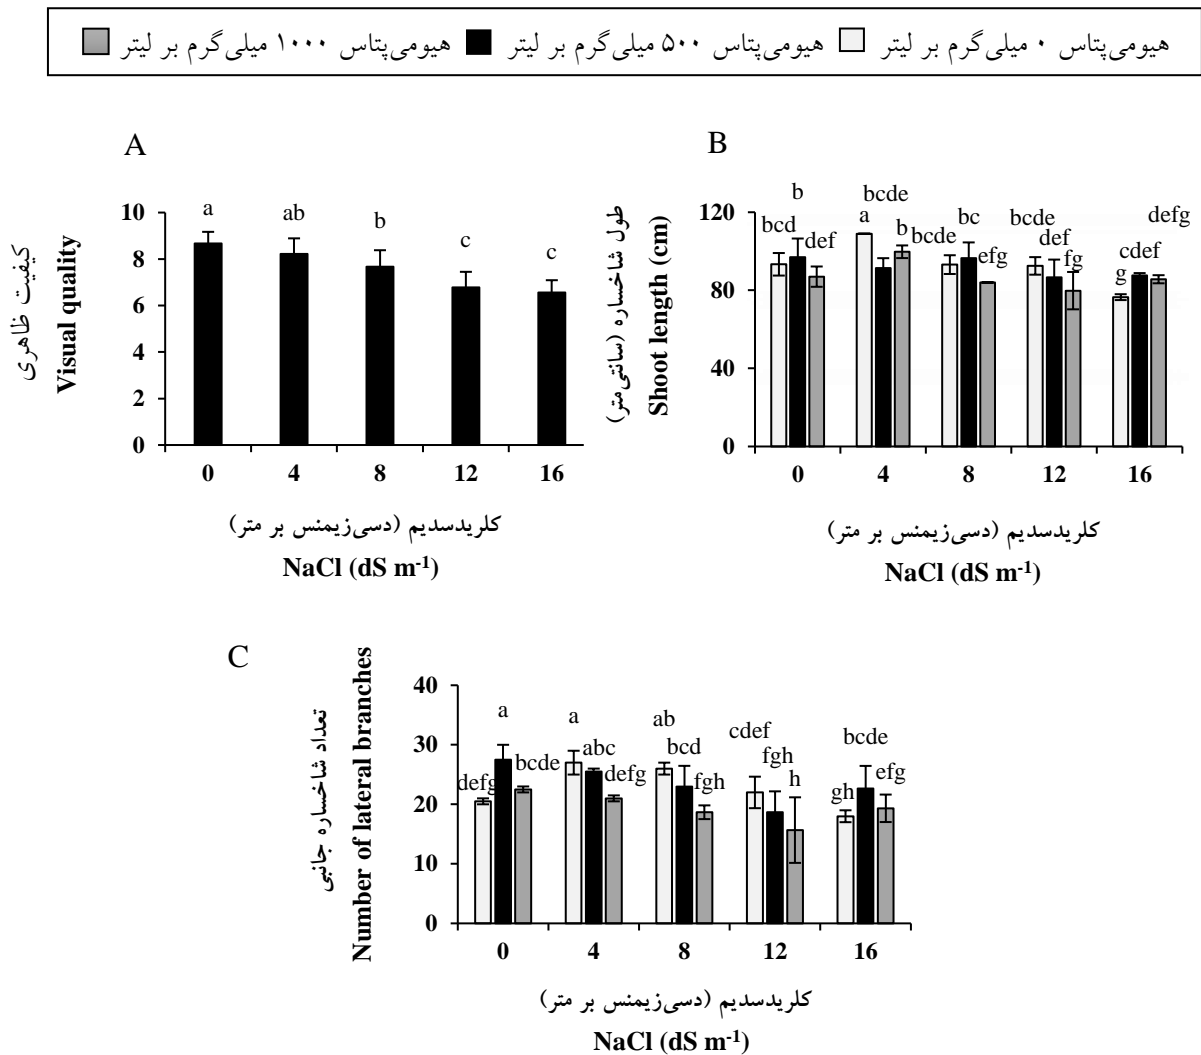 هیومی‌پتاس ۰ میلی‌گرم بر لیتر هیومی‌پتاس ۵۰۰ میلی‌گرم بر لیتر هیومی‌پتاس ۱۰۰۰ میلی‌گرم بر لیتر
A
کیفیت ظاهری
Visual quality
10
8
6
4
2
0
a ab b c c
0 4 8 12 16
کلریدسدیم (دسی‌زیمنس بر متر)
NaCl (dS m-1)
B
طول شاخساره (سانتی‌متر)
Shoot length (cm)
120
80
40
0
bcd b def a bcde b bcde bc efg bcde def fg g cdef defg
0 4 8 12 16
کلریدسدیم (دسی‌زیمنس بر متر)
NaCl (dS m-1)
C
تعداد شاخساره جانبی
Number of lateral branches
40
30
20
10
0
defg a bcde a abc defg ab bcd fgh cdef fgh h gh bcde efg
0 4 8 12 16
کلریدسدیم (دسی‌زیمنس بر متر)
NaCl (dS m-1)